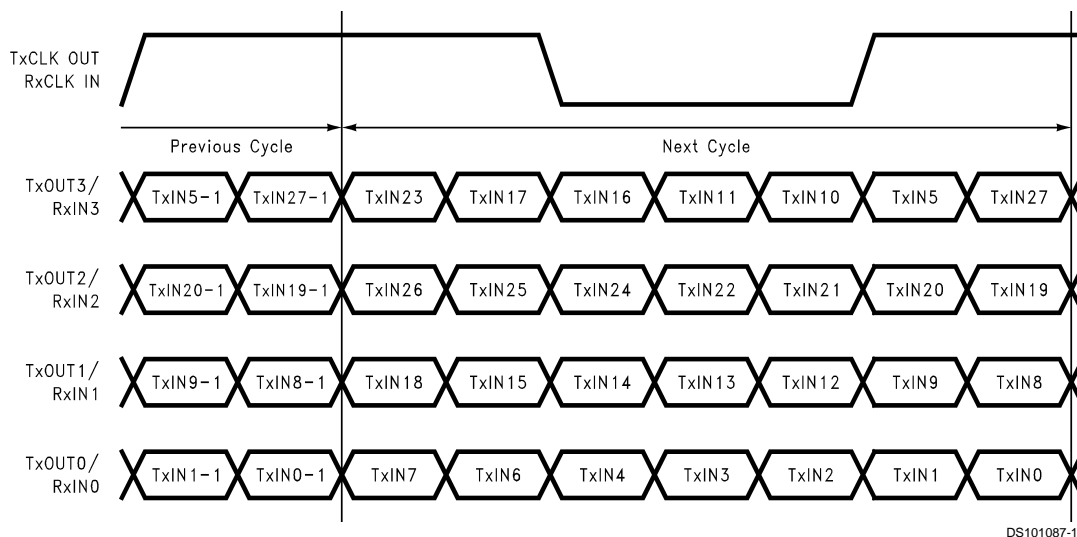 TxCLK OUT
RxCLK IN
Previous Cycle
Next Cycle
TxOUT3/
RxIN3
TxIN5-1 TxIN27-1 TxIN23 TxIN17 TxIN16 TxIN11 TxIN10 TxIN5 TxIN27
TxOUT2/
RxIN2
TxIN20-1 TxIN19-1 TxIN26 TxIN25 TxIN24 TxIN22 TxIN21 TxIN20 TxIN19
TxOUT1/
RxIN1
TxIN9-1 TxIN8-1 TxIN18 TxIN15 TxIN14 TxIN13 TxIN12 TxIN9 TxIN8
TxOUT0/
RxIN0
TxIN1-1 TxIN0-1 TxIN7 TxIN6 TxIN4 TxIN3 TxIN2 TxIN1 TxIN0
DS101087-1